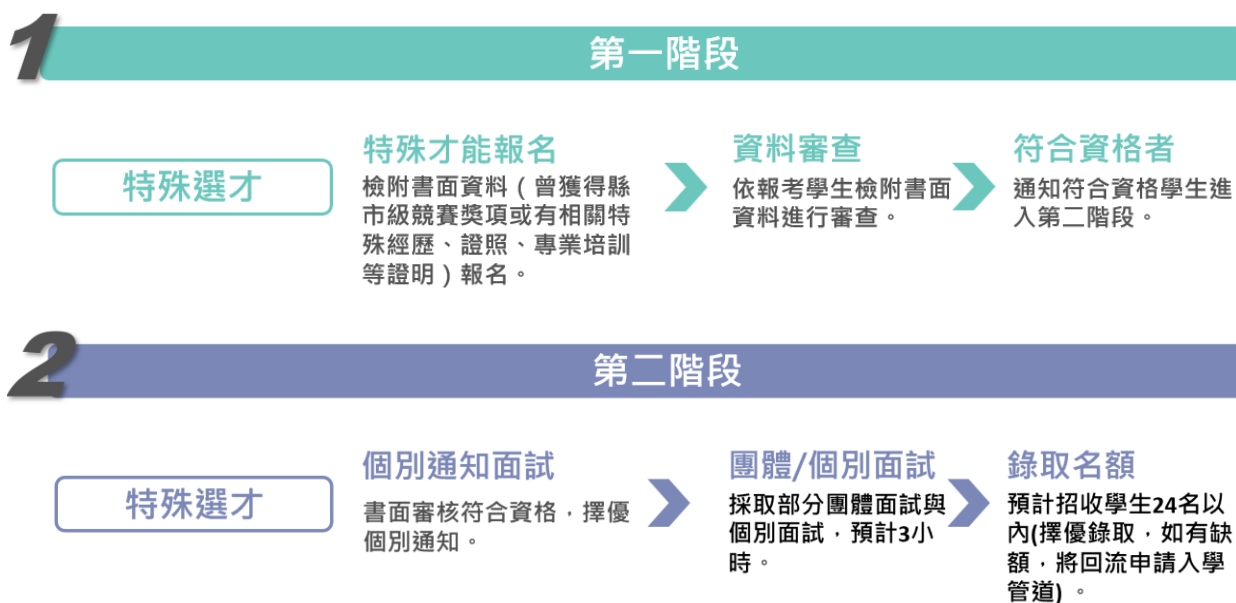 1
第一階段
特殊選才
特殊才能報名
檢附書面資料（曾獲得縣
市級競賽獎項或有相關特
殊經歷、證照、專業培訓
等證明）報名。
資料審查
依報考學生檢附書面
資料進行審查。
符合資格者
通知符合資格學生進
入第二階段。
2
第二階段
特殊選才
個別通知面試
書面審核符合資格，擇優
個別通知。
團體/個別面試
採取部分團體面試與
個別面試，預計3小
時。
錄取名額
預計招收學生24名以
內(擇優錄取，如有缺
額，將回流申請入學
管道) 。